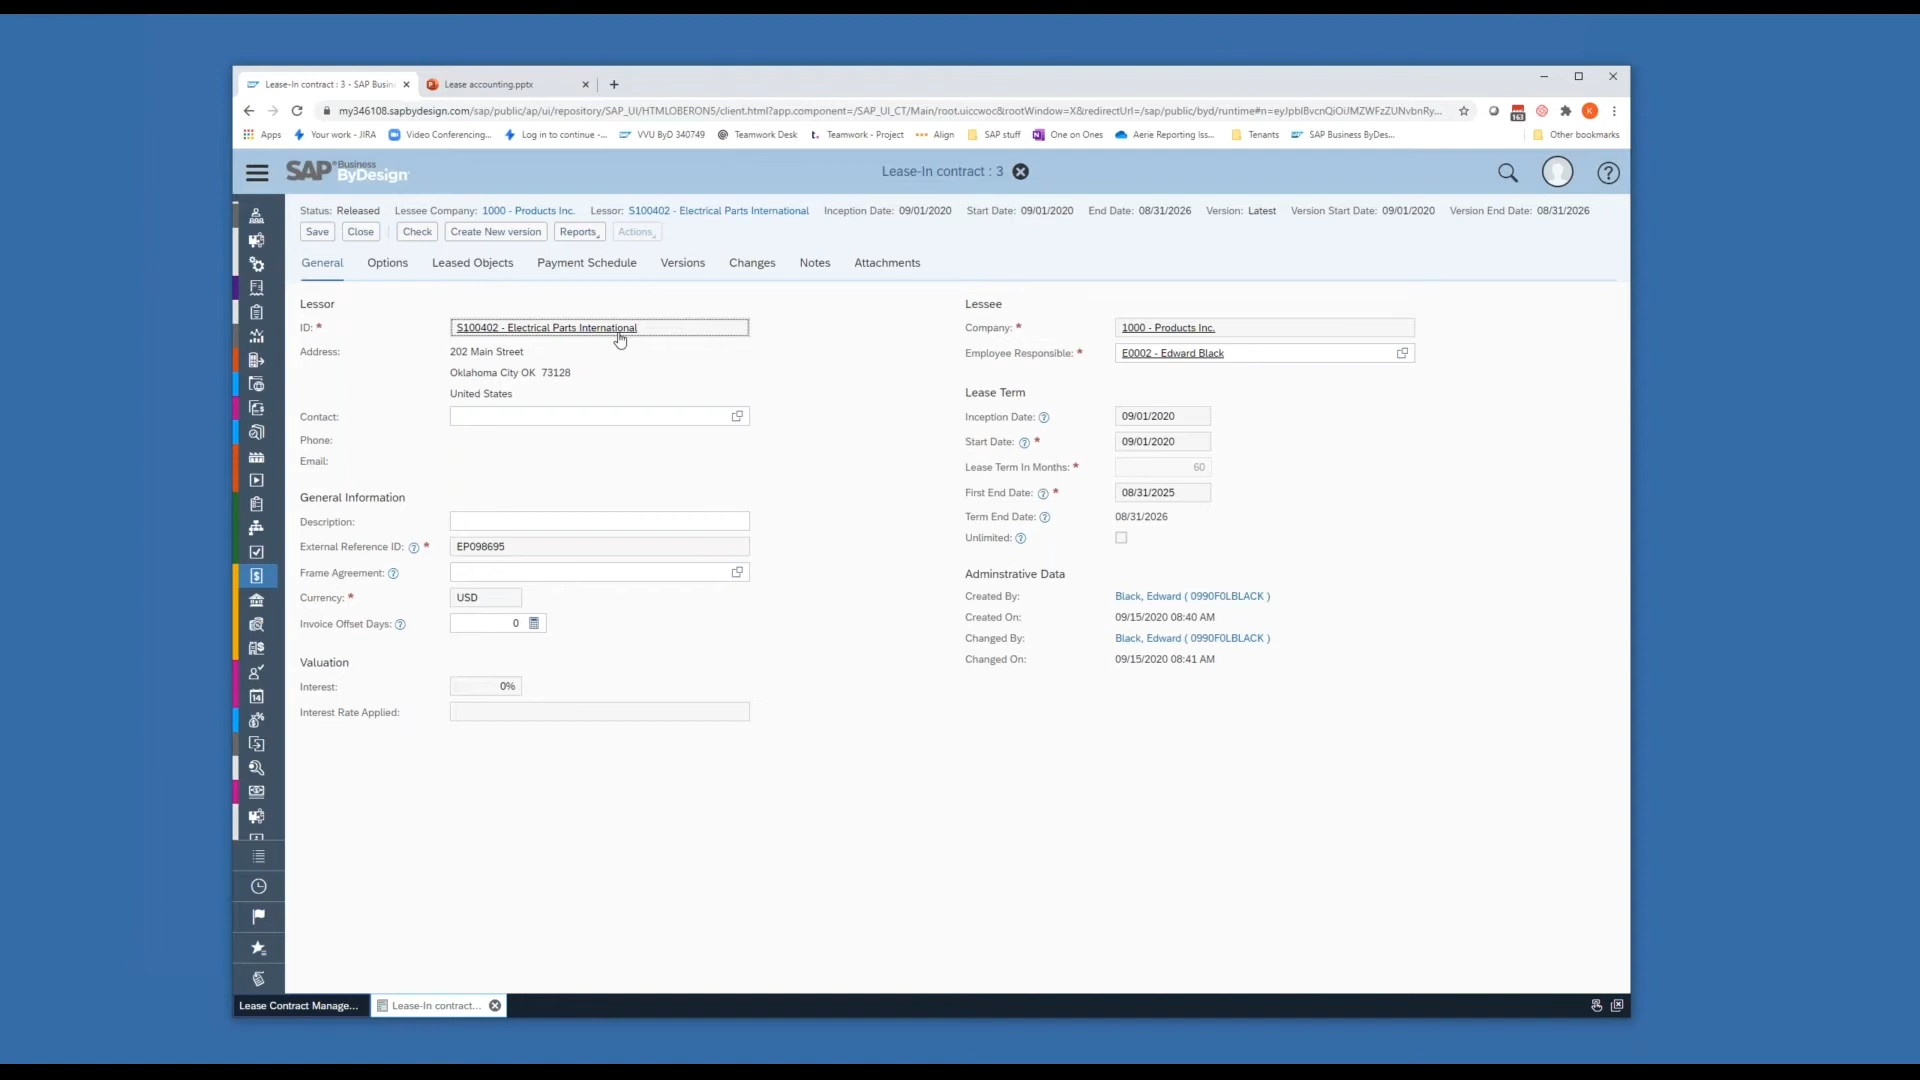 Lease-In contract : 3 - SAP Busin
Lease accounting.pptx
my346108.sapbydesign.com/sap/public/ap/ui/repository/SAP_UI/HTMLOBERON5/client.html?app.component=/SAP_UI_CT/Main/root.uiccwoc&rootWindow=X&redirectUrl=/sap/public/byd/runtime#n=eyJpblBvcnQiOiJMZWFzZUNvbnRy...
163
K
Apps
Your work - JIRA
Video Conferencing...
Log in to continue -...
VVU ByD 340749
Teamwork Desk
Teamwork - Project
Align
SAP stuff
One on Ones
Aerie Reporting Iss...
Tenants
SAP Business ByDes...
Other bookmarks
SAP Business ByDesign
Lease-In contract : 3
Status: Released Lessee Company: 1000 - Products Inc. Lessor: S100402 - Electrical Parts International Inception Date: 09/01/2020 Start Date: 09/01/2020 End Date: 08/31/2026 Version: Latest Version Start Date: 09/01/2020 Version End Date: 08/31/2026
Save Close Check Create New version Reports Actions
General Options Leased Objects Payment Schedule Versions Changes Notes Attachments
Lessor
ID: * S100402 - Electrical Parts International
Address: 202 Main Street
Oklahoma City OK 73128
United States
Contact:
Phone:
Email:
General Information
Description:
External Reference ID: * EP098695
Frame Agreement:
Currency: * USD
Invoice Offset Days: 0
Valuation
Interest: 0%
Interest Rate Applied:
Lessee
Company: * 1000 - Products Inc.
Employee Responsible: * E0002 - Edward Black
Lease Term
Inception Date: 09/01/2020
Start Date: * 09/01/2020
Lease Term In Months: * 60
First End Date: * 08/31/2025
Term End Date: 08/31/2026
Unlimited:
Adminstrative Data
Created By: Black, Edward ( 0990F0LBLACK )
Created On: 09/15/2020 08:40 AM
Changed By: Black, Edward ( 0990F0LBLACK )
Changed On: 09/15/2020 08:41 AM
14
Lease Contract Manage...
Lease-In contract...